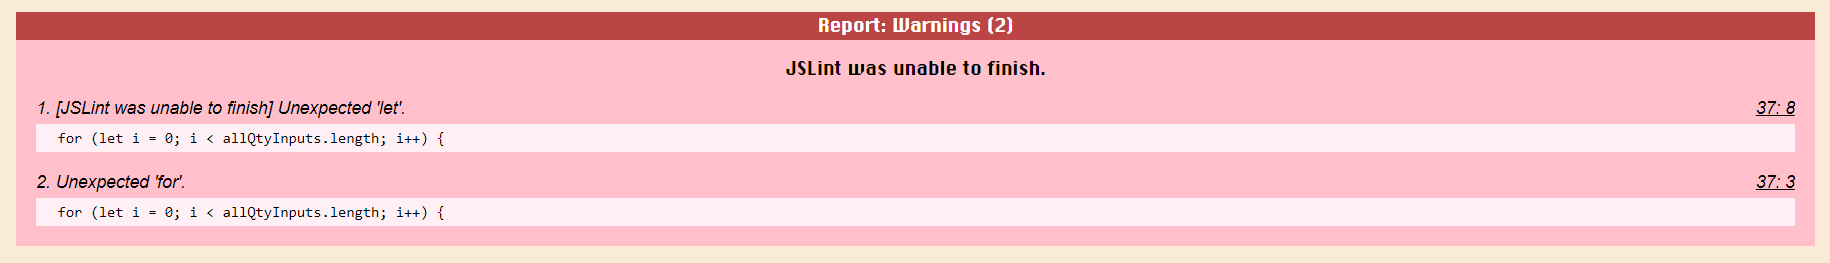 Report: Warnings (2)
JSLint was unable to finish.
1. [JSLint was unable to finish] Unexpected 'let'. 37: 8
for (let i = 0; i < allQtyInputs.length; i++) {
2. Unexpected 'for'. 37: 3
for (let i = 0; i < allQtyInputs.length; i++) {